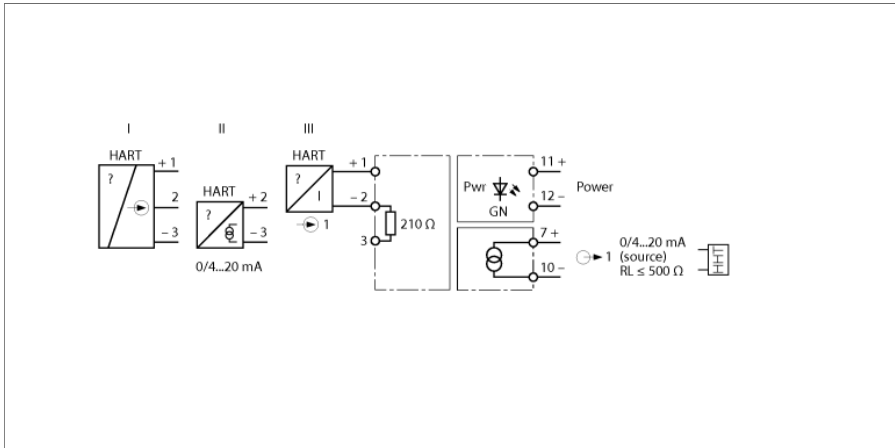 I
II
III
HART
?
+ 1
2
– 3
HART
?
+ 2
– 3
0/4...20 mA
HART
?
I
+ 1
– 2
1
3
210 Ω
Pwr
GN
11 +
12 –
Power
7 +
10 –
1
0/4...20 mA
(source)
RL ≤ 500 Ω